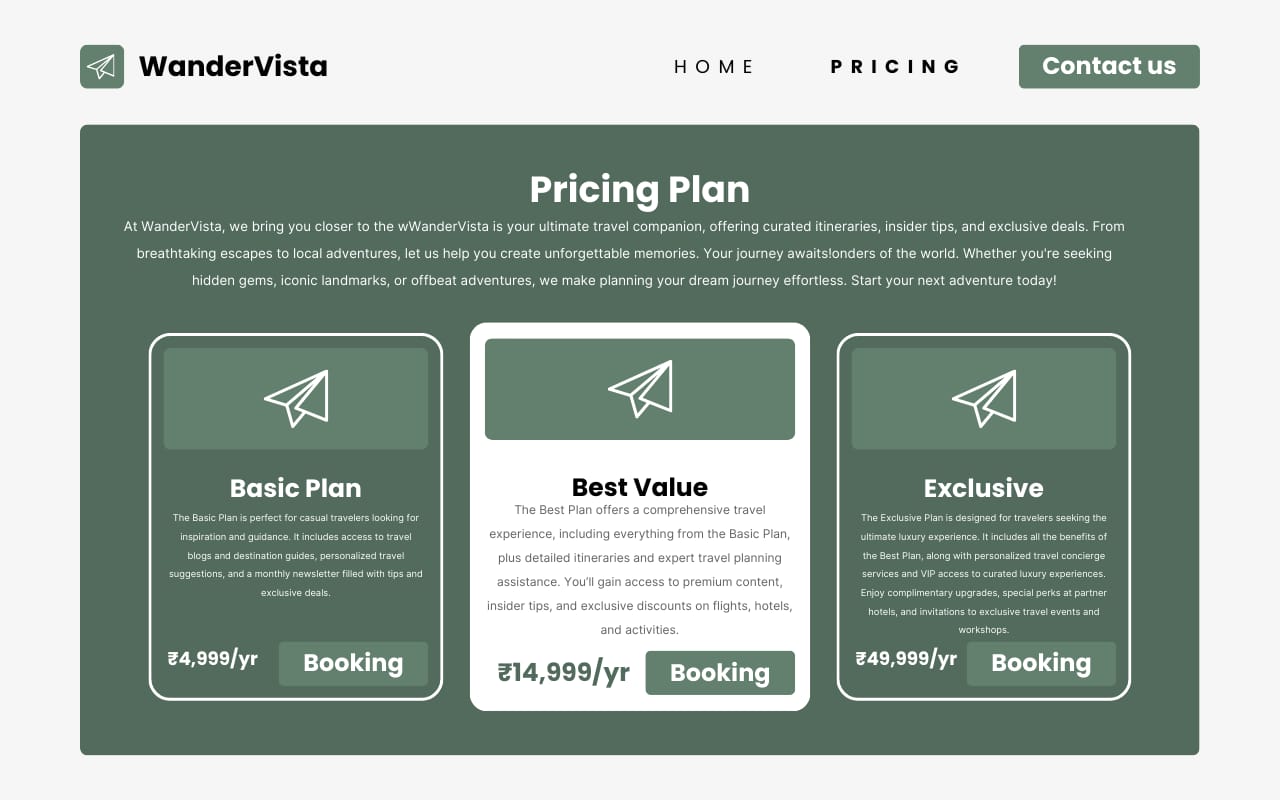 WanderVista
HOME
PRICING
Contact us
Pricing Plan
At WanderVista, we bring you closer to the wWanderVista is your ultimate travel companion, offering curated itineraries, insider tips, and exclusive deals. From
breathtaking escapes to local adventures, let us help you create unforgettable memories. Your journey awaits!onders of the world. Whether you're seeking
hidden gems, iconic landmarks, or offbeat adventures, we make planning your dream journey effortless. Start your next adventure today!
Basic Plan
The Basic Plan is perfect for casual travelers looking for
inspiration and guidance. It includes access to travel
blogs and destination guides, personalized travel
suggestions, and a monthly newsletter filled with tips and
exclusive deals.
₹4,999/yr
Booking
Best Value
The Best Plan offers a comprehensive travel
experience, including everything from the Basic Plan,
plus detailed itineraries and expert travel planning
assistance. You'll gain access to premium content,
insider tips, and exclusive discounts on flights, hotels,
and activities.
₹14,999/yr
Booking
Exclusive
The Exclusive Plan is designed for travelers seeking the
ultimate luxury experience. It includes all the benefits of
the Best Plan, along with personalized travel concierge
services and VIP access to curated luxury experiences.
Enjoy complimentary upgrades, special perks at partner
hotels, and invitations to exclusive travel events and
workshops.
₹49,999/yr
Booking